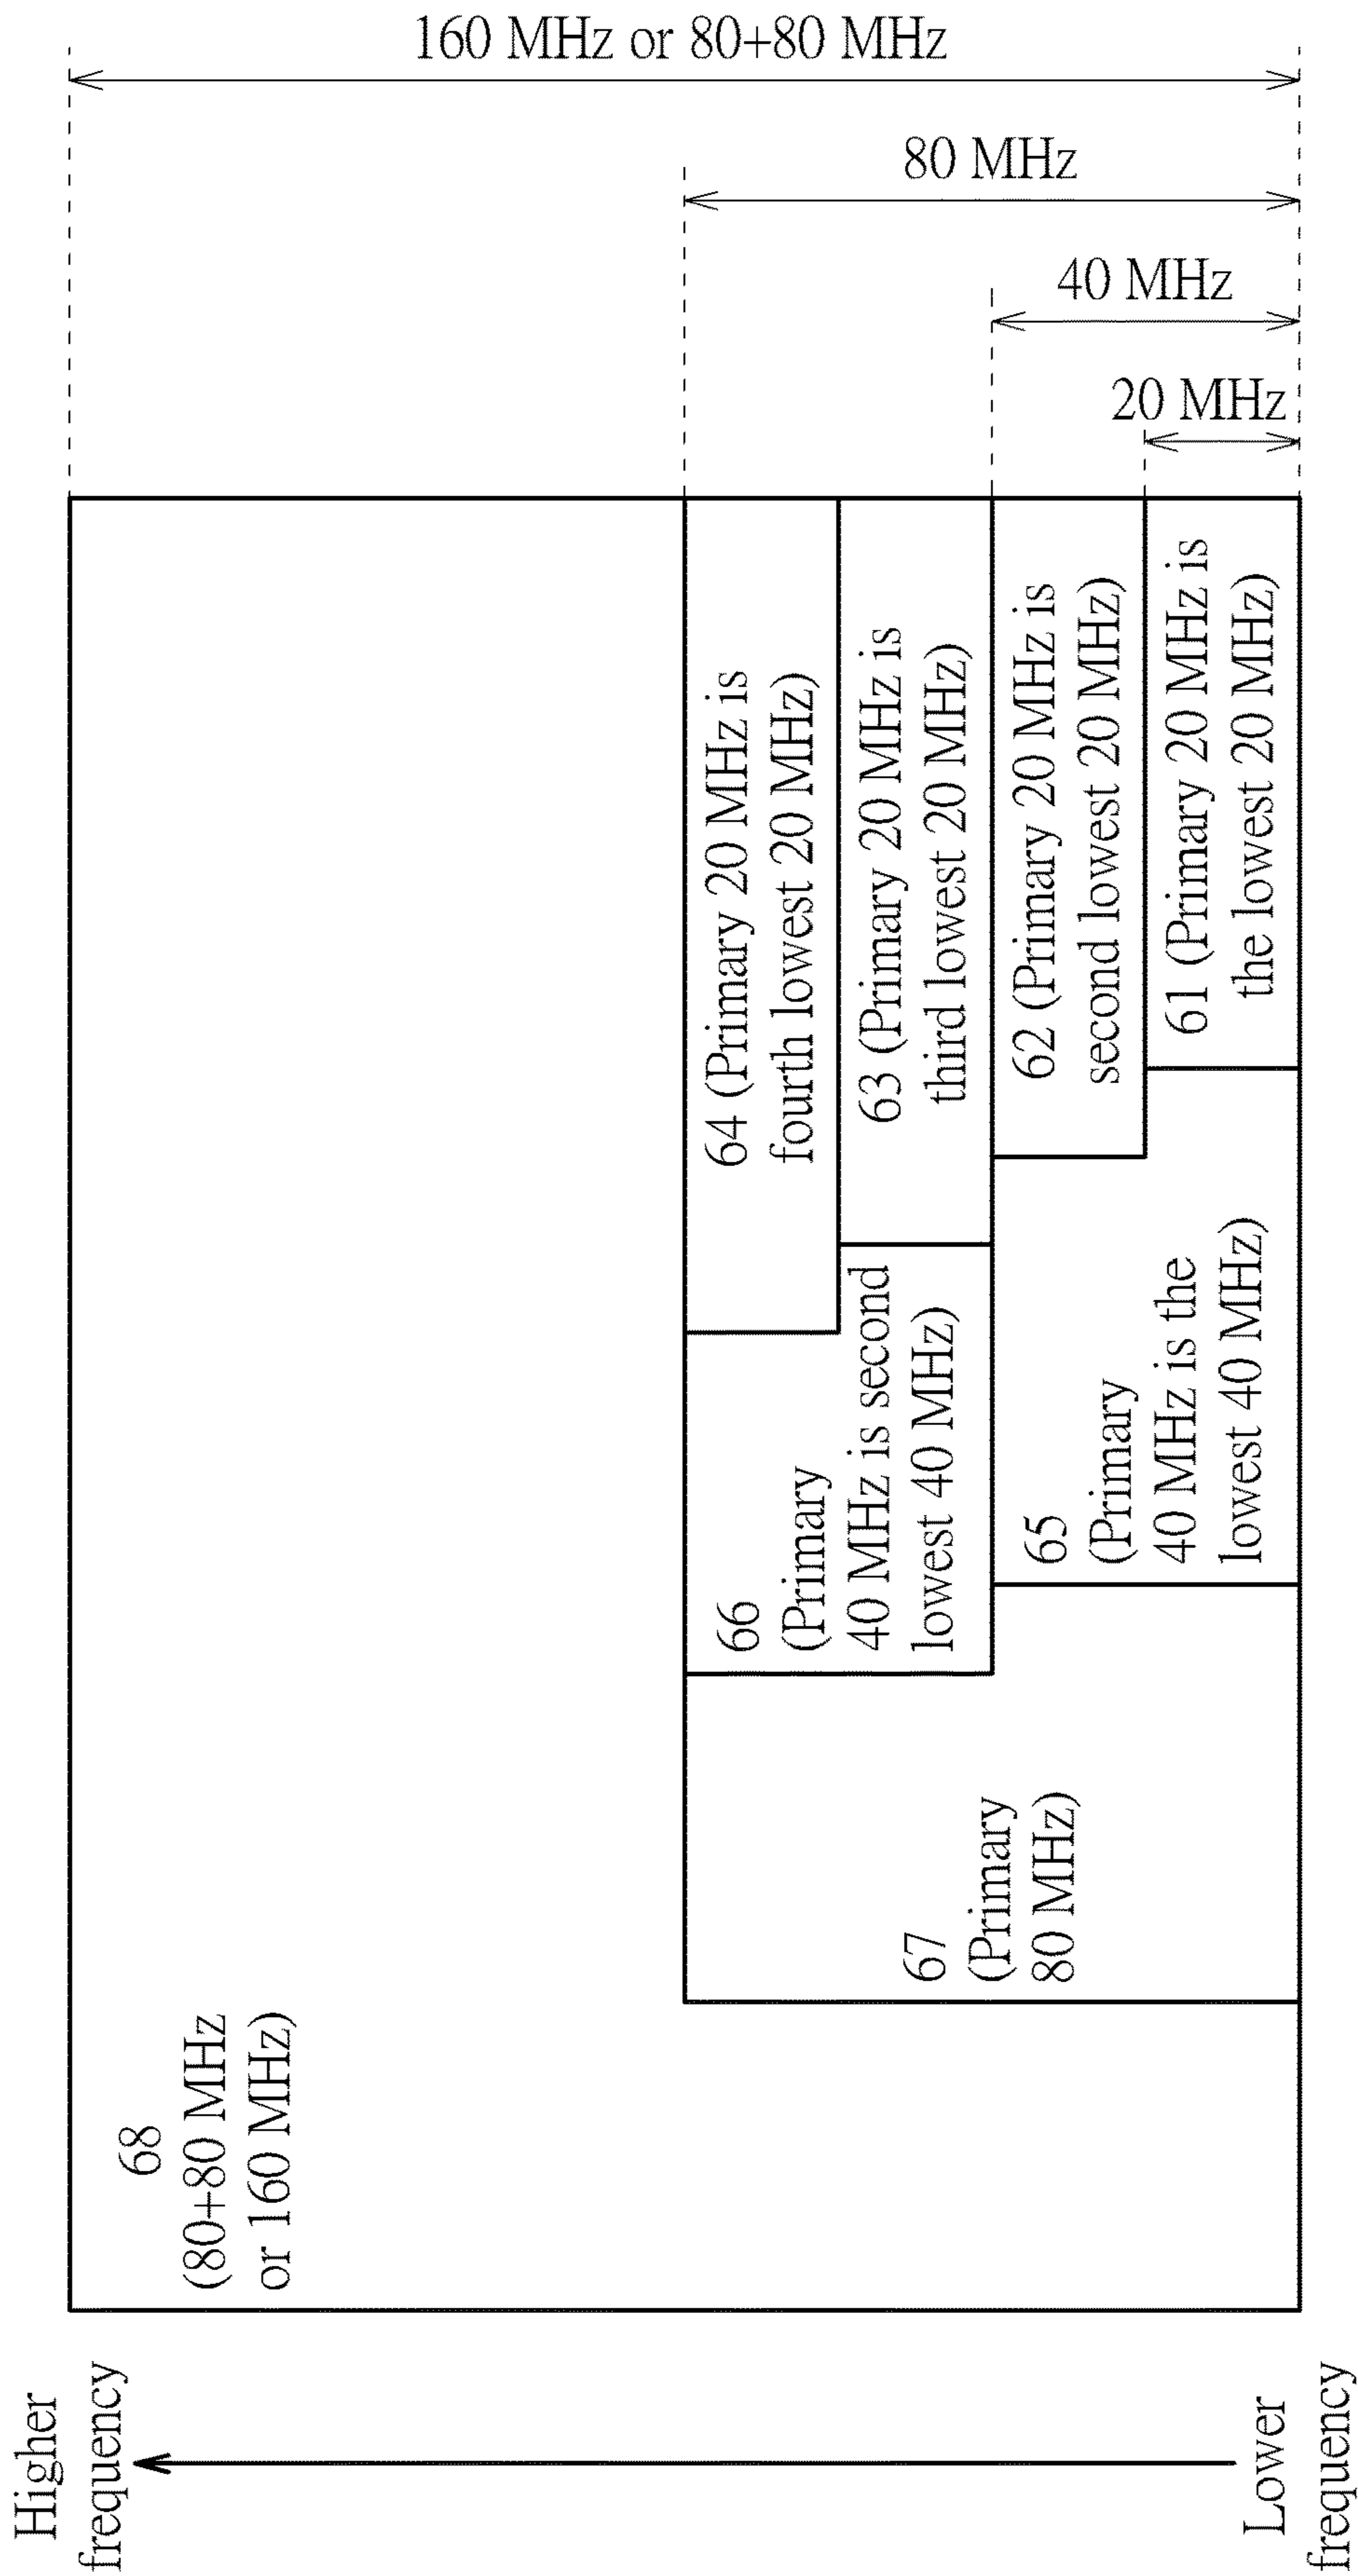 160 MHz or 80+80 MHz
80 MHz
40 MHz
20 MHz
64 (Primary 20 MHz is
fourth lowest 20 MHz)
63 (Primary 20 MHz is
third lowest 20 MHz)
62 (Primary 20 MHz is
second lowest 20 MHz)
61 (Primary 20 MHz is
the lowest 20 MHz)
66
(Primary
40 MHz is second
lowest 40 MHz)
65
(Primary
40 MHz is the
lowest 40 MHz)
67
(Primary
80 MHz)
68
(80+80 MHz
or 160 MHz)
Higher
frequency
Lower
frequency